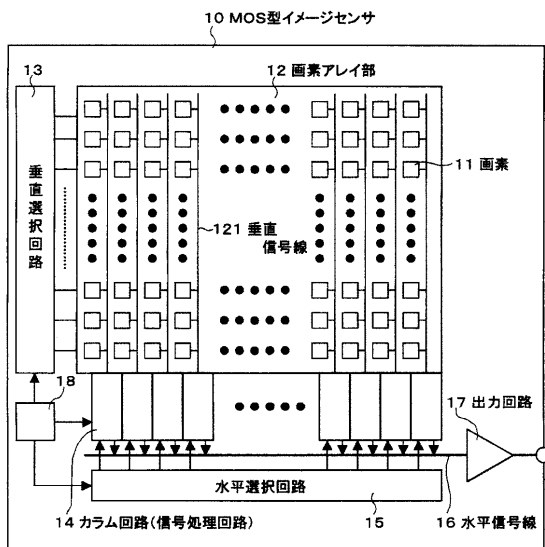 10 MOS型イメージセンサ
13
12 画素アレイ部
11 画素
垂直選択回路
121 垂直
信号線
18
17 出力回路
水平選択回路
14 カラム回路(信号処理回路)
15
16 水平信号線